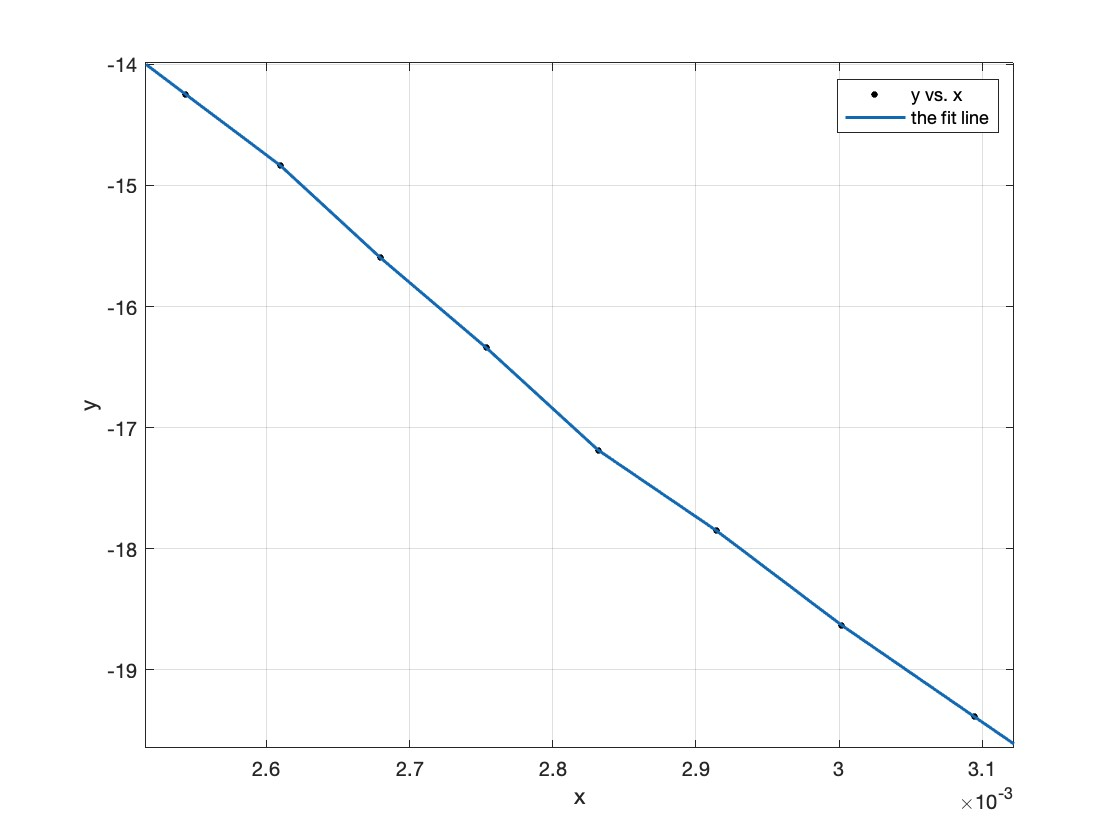 -14
-15
-16
-17
-18
-19
y
2.6 2.7 2.8 2.9 3 3.1
x
×10-3
y vs. x
the fit line